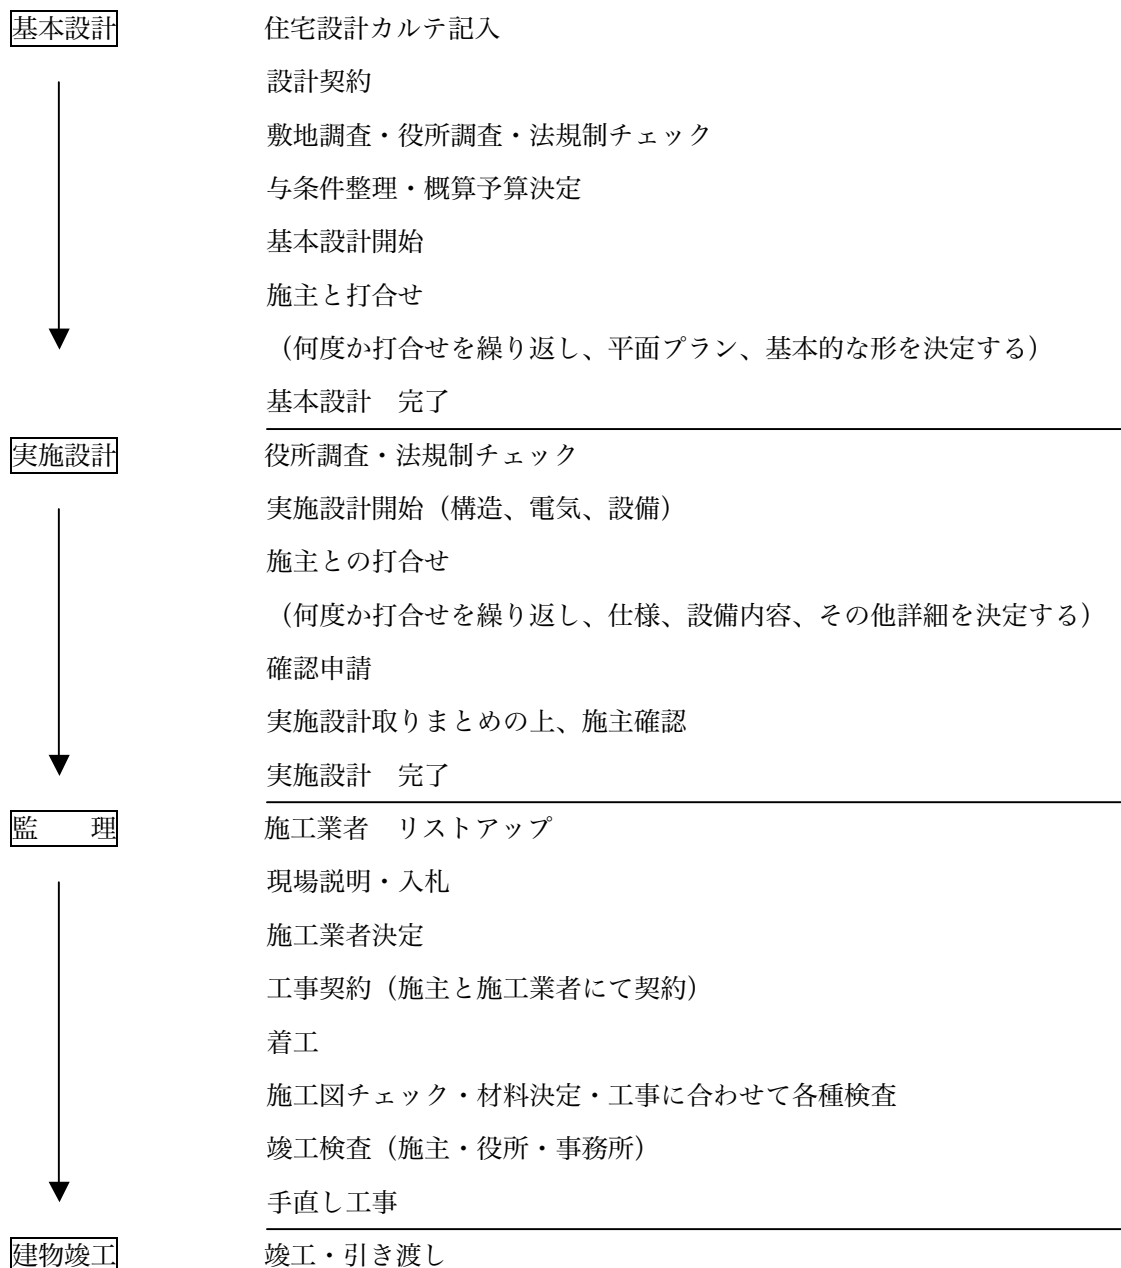 基本設計　住宅設計カルテ記入
設計契約
敷地調査・役所調査・法規制チェック
与条件整理・概算予算決定
基本設計開始
施主と打合せ
（何度か打合せを繰り返し、平面プラン、基本的な形を決定する）
基本設計　完了
実施設計　役所調査・法規制チェック
実施設計開始（構造、電気、設備）
施主との打合せ
（何度か打合せを繰り返し、仕様、設備内容、その他詳細を決定する）
確認申請
実施設計取りまとめの上、施主確認
実施設計　完了
監　　理　施工業者　リストアップ
現場説明・入札
施工業者決定
工事契約（施主と施工業者にて契約）
着工
施工図チェック・材料決定・工事に合わせて各種検査
竣工検査（施主・役所・事務所）
手直し工事
建物竣工　竣工・引き渡し